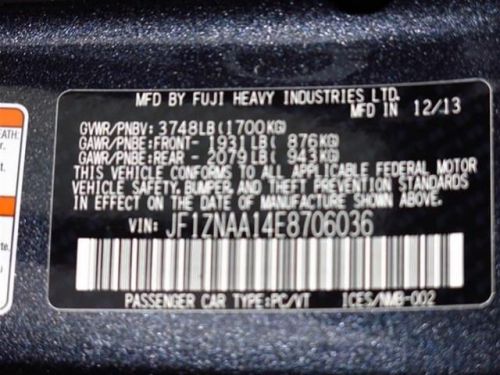 MFD BY FUJI HEAVY INDUSTRIES LTD.
MFD IN 12/13
GVWR/PNBV: 3748LB(1700KG)
GAWR/PNBE:FRONT- 1931LB( 876KG)
GAWR/PNBE:REAR - 2079LB( 943KG)
THIS VEHICLE CONFORMS TO ALL APPLICABLE FEDERAL MOTOR
VEHICLE SAFETY, BUMPER, AND THEFT PREVENTION STANDARDS
IN EFFECT ON THE DATE OF MANUFACTURE SHOWN ABOVE.
VIN: JF1ZNAA14E8706036
PASSENGER CAR TYPE:PC/VT ICES/NMB-002